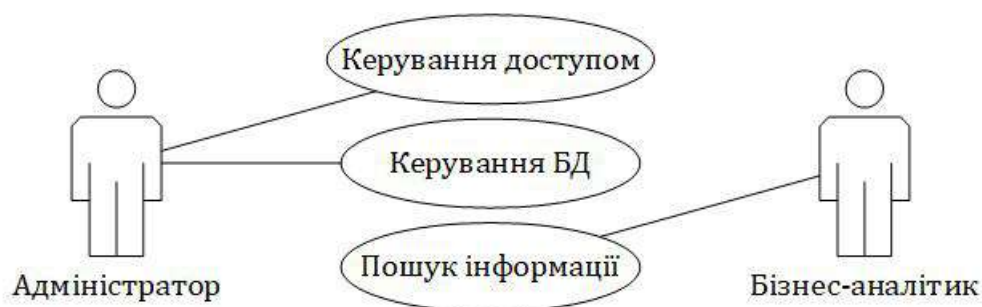 Керування доступом
Керування БД
Пошук інформації
Адміністратор
Бізнес-аналітик